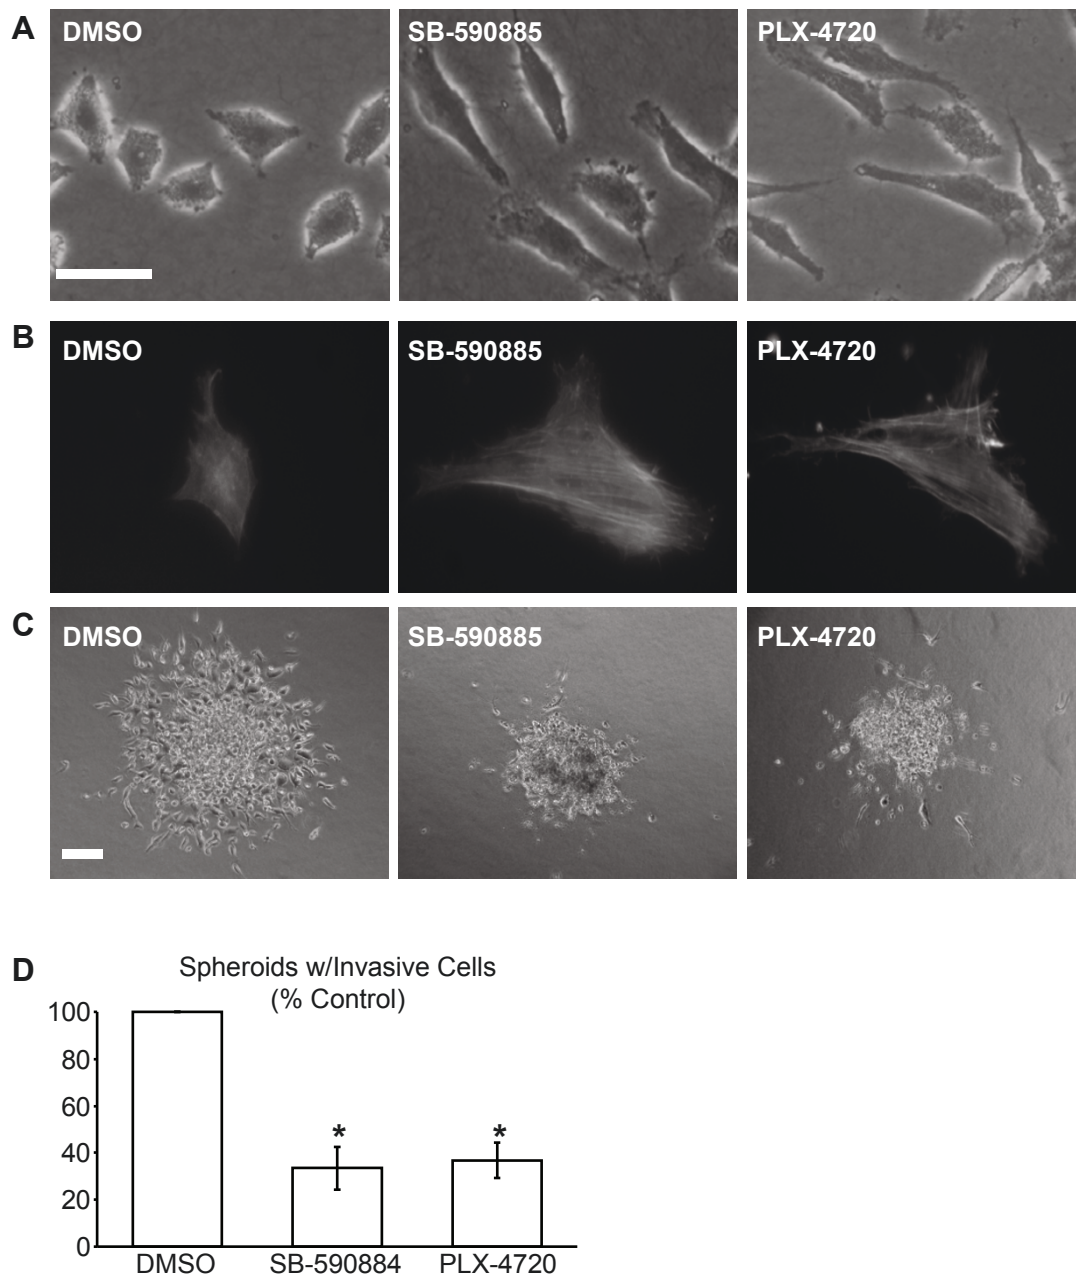 A
DMSO
SB-590885
PLX-4720
B
DMSO
SB-590885
PLX-4720
C
DMSO
SB-590885
PLX-4720
D
Spheroids w/Invasive Cells
(% Control)
100
80
60
40
20
0
*
*
DMSO
SB-590884
PLX-4720